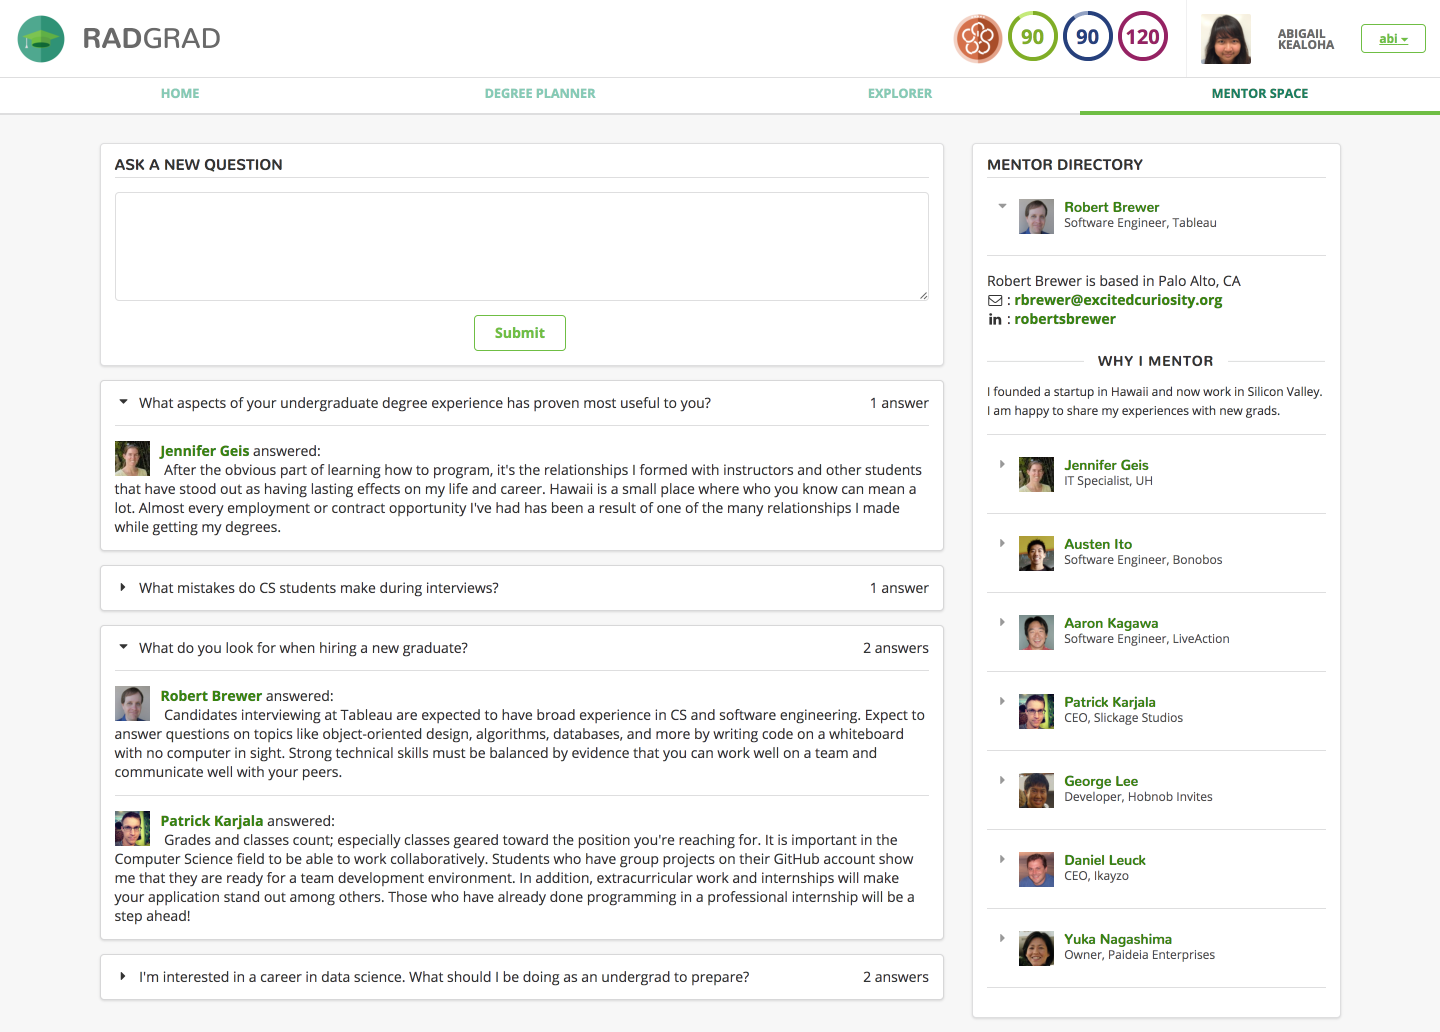 RADGRAD
90
90
120
ABIGAIL
KEALOHA
abi
HOME
DEGREE PLANNER
EXPLORER
MENTOR SPACE
ASK A NEW QUESTION
Submit
What aspects of your undergraduate degree experience has proven most useful to you?
1 answer
Jennifer Geis answered:
After the obvious part of learning how to program, it's the relationships I formed with instructors and other students
that have stood out as having lasting effects on my life and career. Hawaii is a small place where who you know can mean a
lot. Almost every employment or contract opportunity I've had has been a result of one of the many relationships I made
while getting my degrees.
What mistakes do CS students make during interviews?
1 answer
What do you look for when hiring a new graduate?
2 answers
Robert Brewer answered:
Candidates interviewing at Tableau are expected to have broad experience in CS and software engineering. Expect to
answer questions on topics like object-oriented design, algorithms, databases, and more by writing code on a whiteboard
with no computer in sight. Strong technical skills must be balanced by evidence that you can work well on a team and
communicate well with your peers.
Patrick Karjala answered:
Grades and classes count; especially classes geared toward the position you're reaching for. It is important in the
Computer Science field to be able to work collaboratively. Students who have group projects on their GitHub account show
me that they are ready for a team development environment. In addition, extracurricular work and internships will make
your application stand out among others. Those who have already done programming in a professional internship will be a
step ahead!
I'm interested in a career in data science. What should I be doing as an undergrad to prepare?
2 answers
MENTOR DIRECTORY
Robert Brewer
Software Engineer, Tableau
Robert Brewer is based in Palo Alto, CA
: rbrewer@excitedcuriosity.org
in : robertsbrewer
WHY I MENTOR
I founded a startup in Hawaii and now work in Silicon Valley.
I am happy to share my experiences with new grads.
Jennifer Geis
IT Specialist, UH
Austen Ito
Software Engineer, Bonobos
Aaron Kagawa
Software Engineer, LiveAction
Patrick Karjala
CEO, Slickage Studios
George Lee
Developer, Hobnob Invites
Daniel Leuck
CEO, Ikayzo
Yuka Nagashima
Owner, Paideia Enterprises